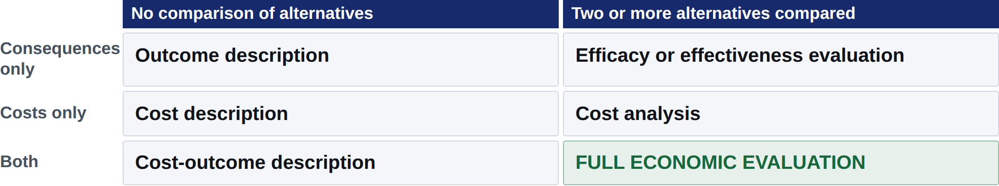 No comparison of alternatives
Two or more alternatives compared
Consequences
only
Outcome description
Efficacy or effectiveness evaluation
Costs only
Cost description
Cost analysis
Both
Cost-outcome description
FULL ECONOMIC EVALUATION